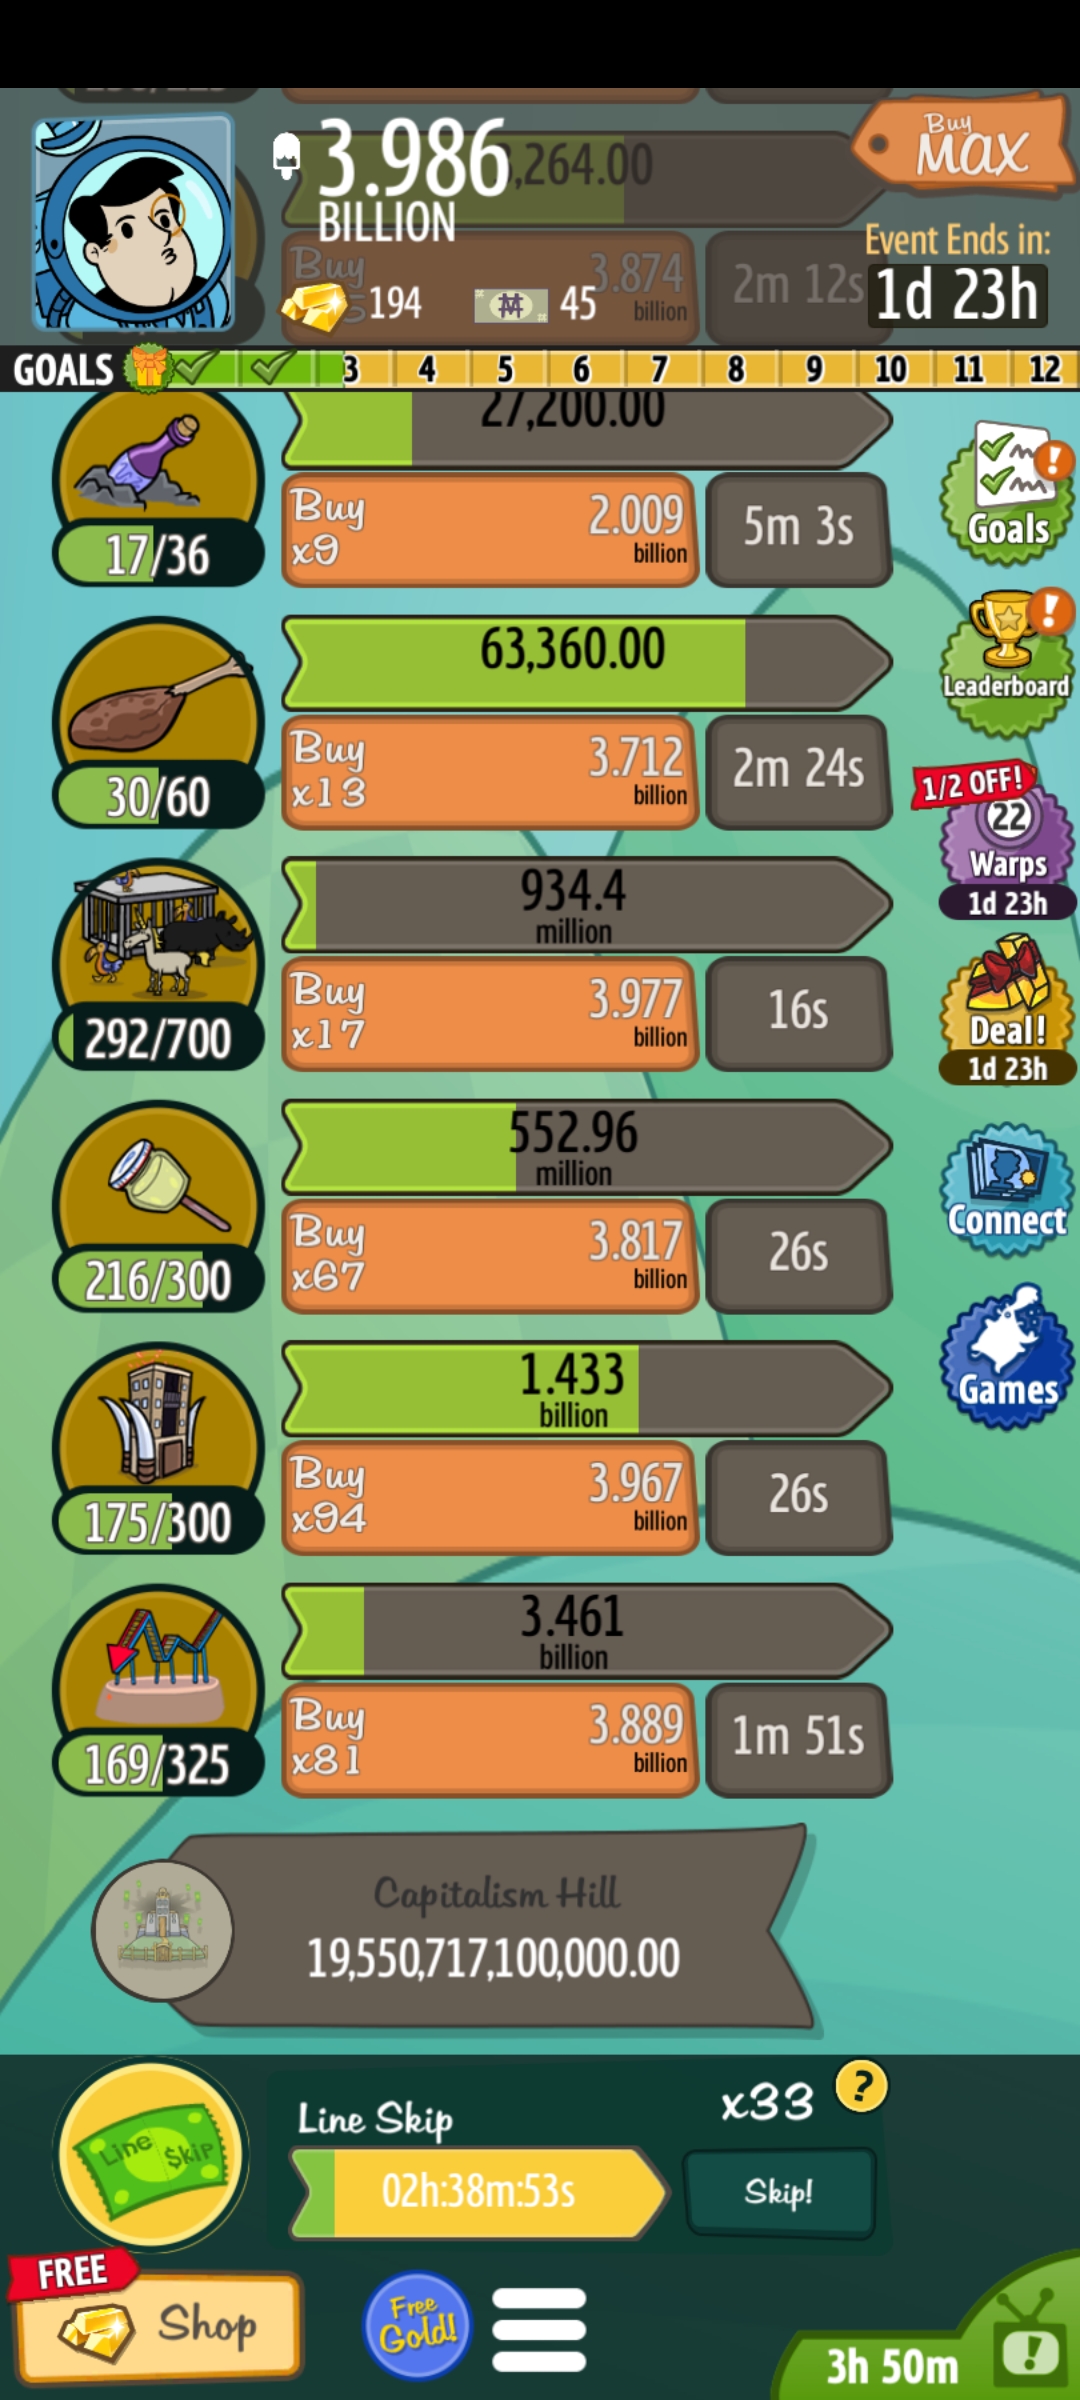 3.986
BILLION
3,264.00
Buy
MAX
Buy
3.874
billion
2m 12s
194
45
Event Ends in:
1d 23h
GOALS
3 4 5 6 7 8 9 10 11 12
27,200.00
17/36
Buy
x9
2.009
billion
5m 3s
Goals
63,360.00
30/60
Buy
x13
3.712
billion
2m 24s
Leaderboard
1/2 OFF!
22
Warps
1d 23h
934.4
million
292/700
Buy
x17
3.977
billion
16s
Deal!
1d 23h
552.96
million
216/300
Buy
x67
3.817
billion
26s
Connect
1.433
billion
175/300
Buy
x94
3.967
billion
26s
Games
3.461
billion
169/325
Buy
x81
3.889
billion
1m 51s
Capitalism Hill
19,550,717,100,000.00
Line $kip
Line Skip
x33
?
02h:38m:53s
Skip!
FREE
Shop
Free
Gold!
3h 50m